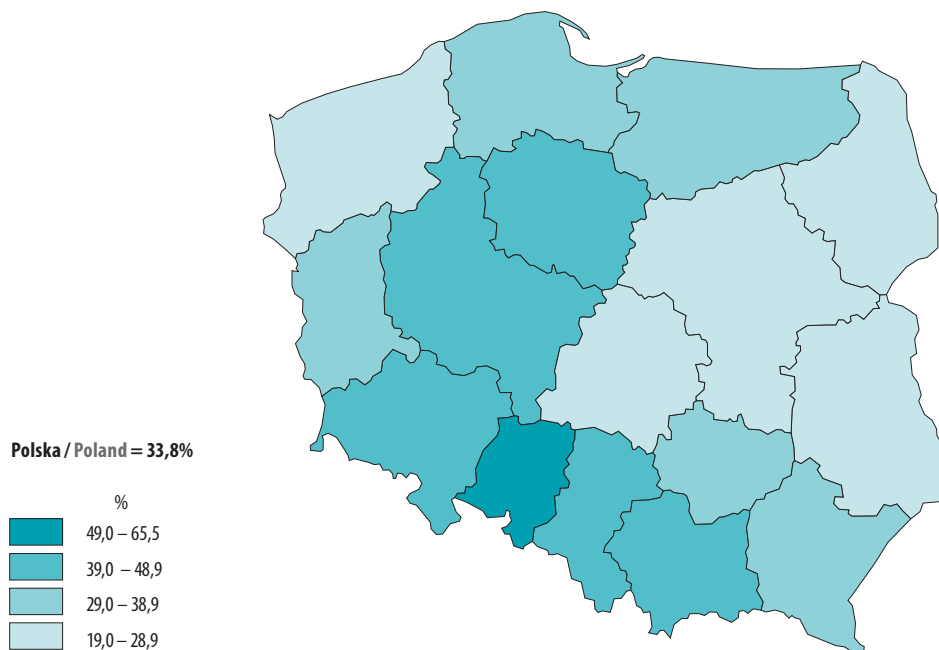 Polska / Poland = 33,8%
%
49,0 – 65,5
39,0 – 48,9
29,0 – 38,9
19,0 – 28,9